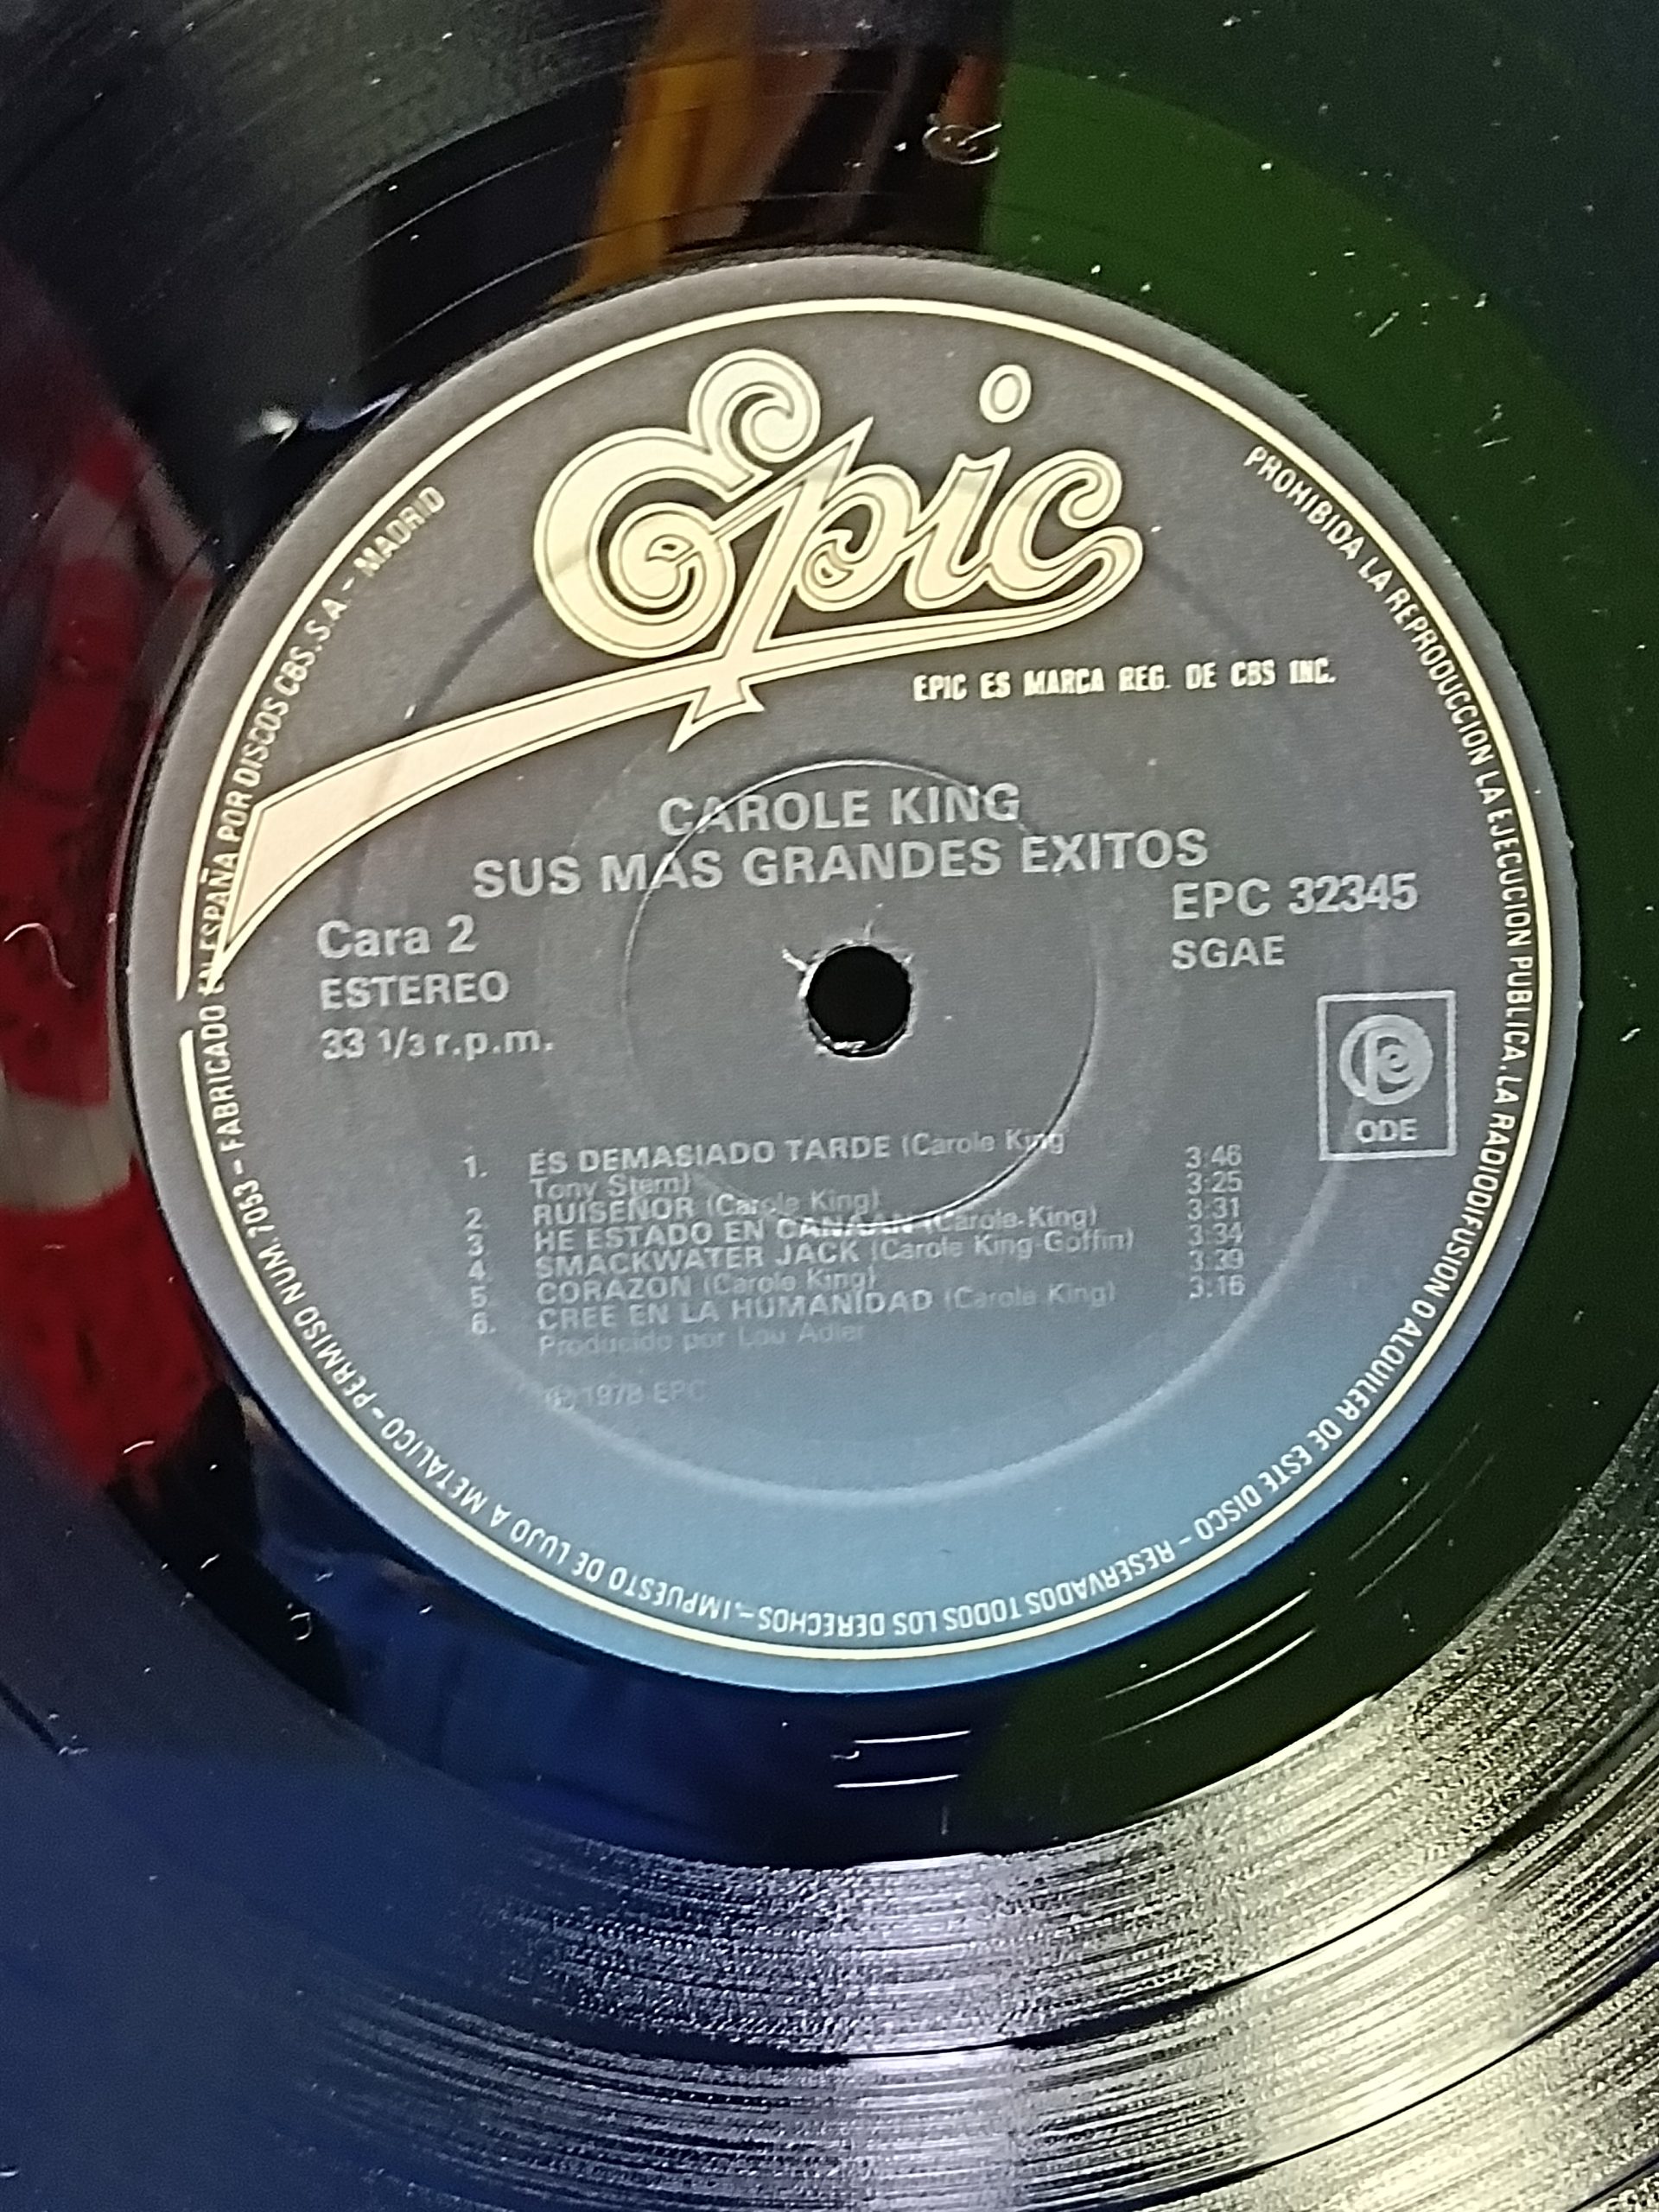 Epic
EPIC ES MARCA REG. DE CBS INC.
CAROLE KING
SUS MAS GRANDES EXITOS
Cara 2
ESTEREO
33 1/3 r.p.m.
EPC 32345
SGAE
ODE
1. ES DEMASIADO TARDE (Carole King 3:46
Tony Stern) 3:25
2. RUISEÑOR (Carole King) 3:31
3. HE ESTADO EN CANAAN (Carole King) 3:34
4. SMACKWATER JACK (Carole King-Goffin) 3:39
5. CORAZON (Carole King) 3:16
6. CREE EN LA HUMANIDAD (Carole King)
Producido por Lou Adler
℗ 1978 EPC
PROHIBIDA LA REPRODUCCION LA EJECUCION PUBLICA, LA RADIODIFUSION O ALQUILER DE ESTE DISCO - RESERVADOS TODOS LOS DERECHOS -. IMPUESTO DE LUJO A METALICO - PERMISO NUM. 7053 - FABRICADO EN ESPAÑA POR DISCOS CBS. S.A. - MADRID